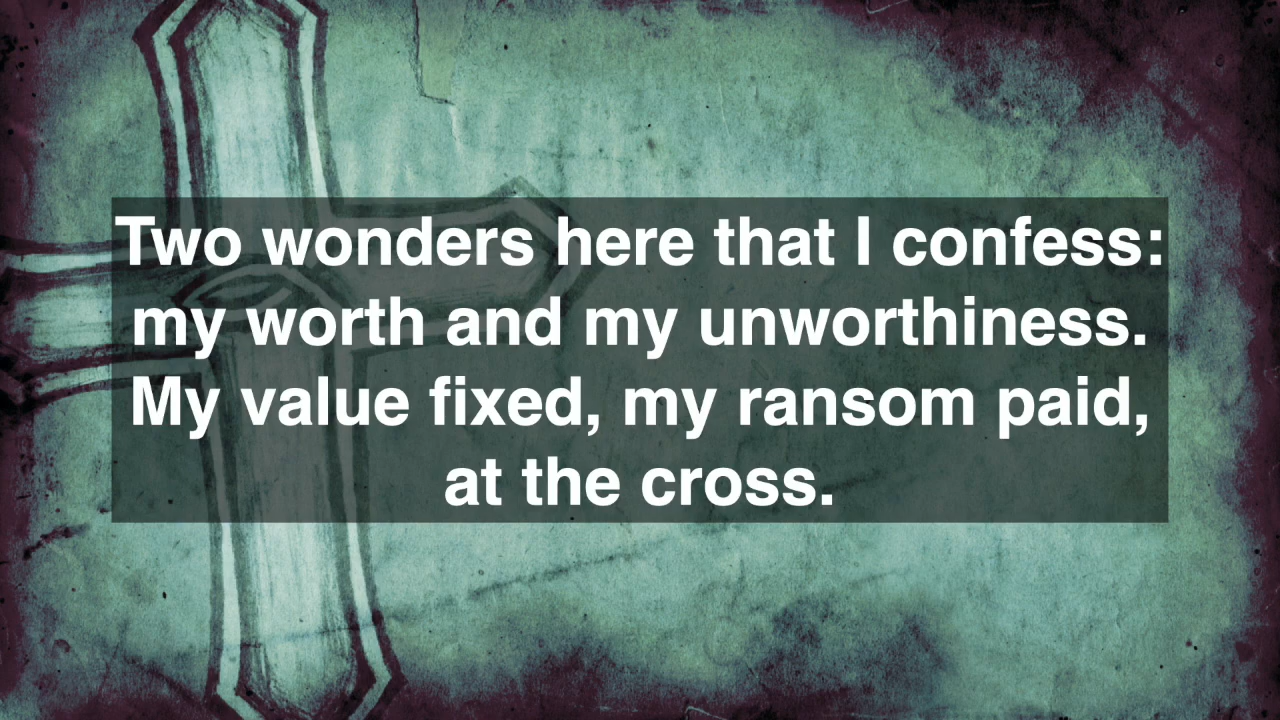 Two wonders here that I confess:
my worth and my unworthiness.
My value fixed, my ransom paid,
at the cross.